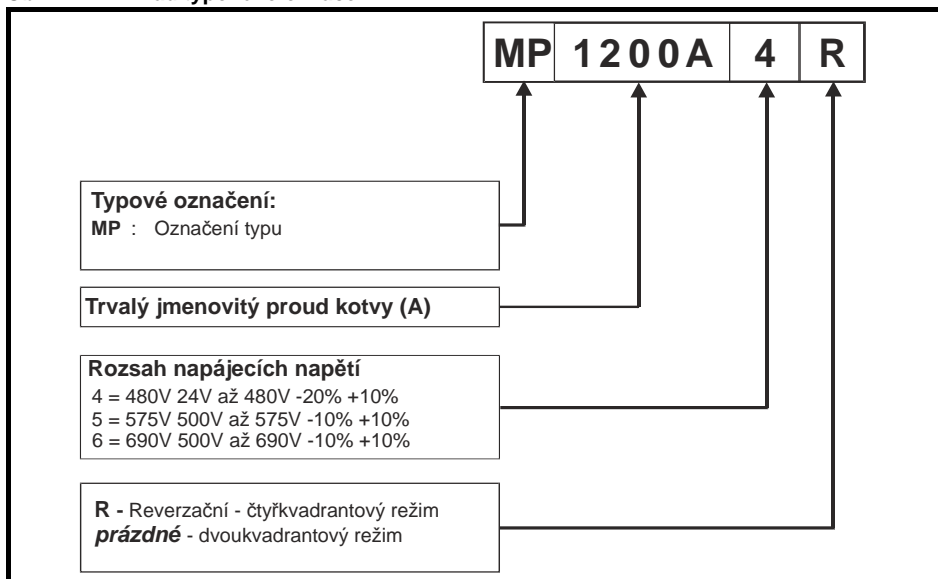 MP 1200A 4 R
Typové označení:
MP : Označení typu
Trvalý jmenovitý proud kotvy (A)
Rozsah napájecích napětí
4 = 480V 24V až 480V -20% +10%
5 = 575V 500V až 575V -10% +10%
6 = 690V 500V až 690V -10% +10%
R - Reverzační - čtyřkvadrantový režim
prázdné - dvoukvadrantový režim